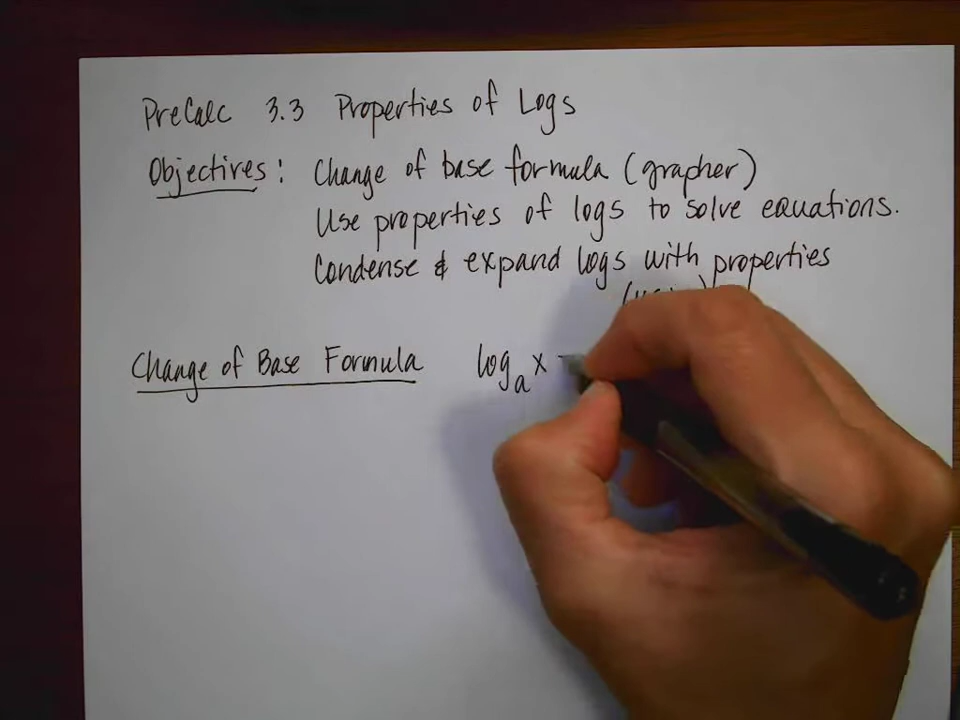 PreCalc 3.3 Properties of Logs
Objectives: Change of base formula (grapher)
Use properties of logs to solve equations.
Condense & expand logs with properties
Change of Base Formula logₐ x